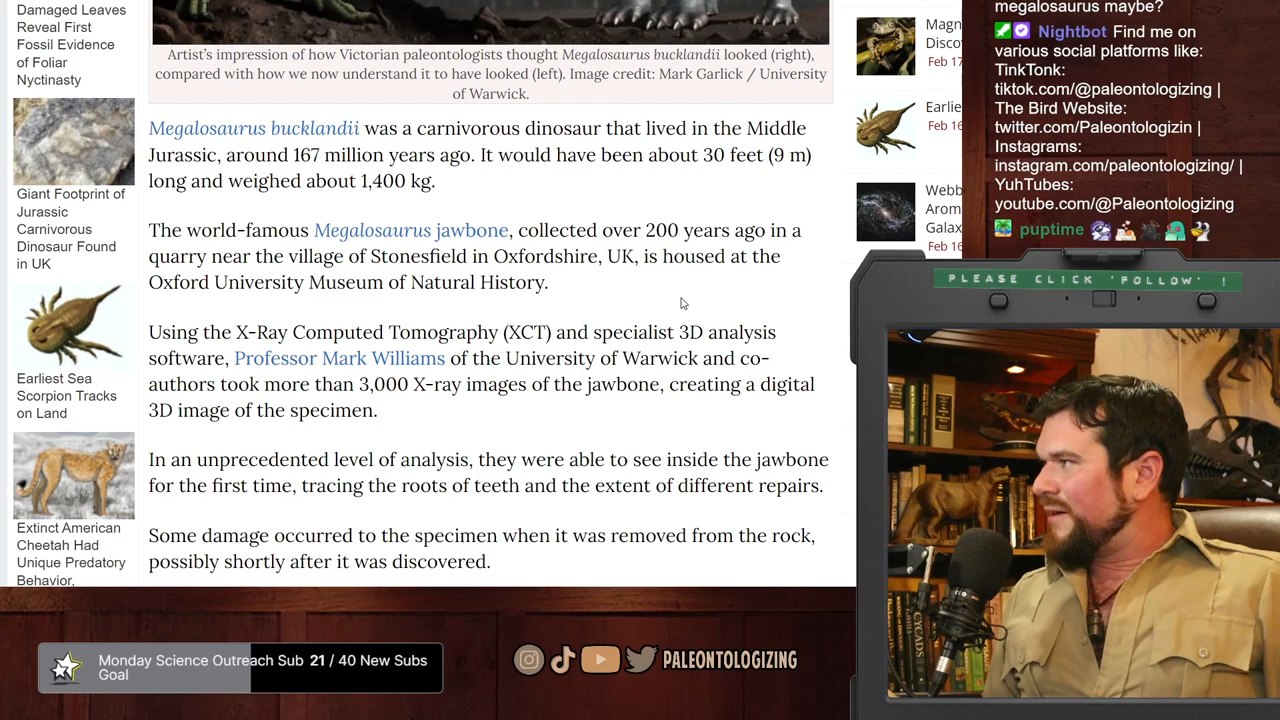 Damaged Leaves
Reveal First
Fossil Evidence
of Foliar
Nyctinasty
Giant Footprint of
Jurassic
Carnivorous
Dinosaur Found
in UK
Earliest Sea
Scorpion Tracks
on Land
Extinct American
Cheetah Had
Unique Predatory
Behavior,
Artist's impression of how Victorian paleontologists thought Megalosaurus bucklandii looked (right),
compared with how we now understand it to have looked (left). Image credit: Mark Garlick / University
of Warwick.
Megalosaurus bucklandii was a carnivorous dinosaur that lived in the Middle
Jurassic, around 167 million years ago. It would have been about 30 feet (9 m)
long and weighed about 1,400 kg.
The world-famous Megalosaurus jawbone, collected over 200 years ago in a
quarry near the village of Stonesfield in Oxfordshire, UK, is housed at the
Oxford University Museum of Natural History.
Using the X-Ray Computed Tomography (XCT) and specialist 3D analysis
software, Professor Mark Williams of the University of Warwick and co-
authors took more than 3,000 X-ray images of the jawbone, creating a digital
3D image of the specimen.
In an unprecedented level of analysis, they were able to see inside the jawbone
for the first time, tracing the roots of teeth and the extent of different repairs.
Some damage occurred to the specimen when it was removed from the rock,
possibly shortly after it was discovered.
Magn
Disco
Feb 17
Earlie
Feb 16
Webb
Arom
Galax
Feb 16
megalosaurus maybe?
Nightbot Find me on
various social platforms like:
TinkTonk:
tiktok.com/@paleontologizing |
The Bird Website:
twitter.com/Paleontologizin |
Instagrams:
instagram.com/paleontologizing/ |
YuhTubes:
youtube.com/@Paleontologizing
puptime
PLEASE CLICK "FOLLOW" !
CYCADS
Monday Science Outreach Sub 21 / 40 New Subs
Goal
PALEONTOLOGIZING